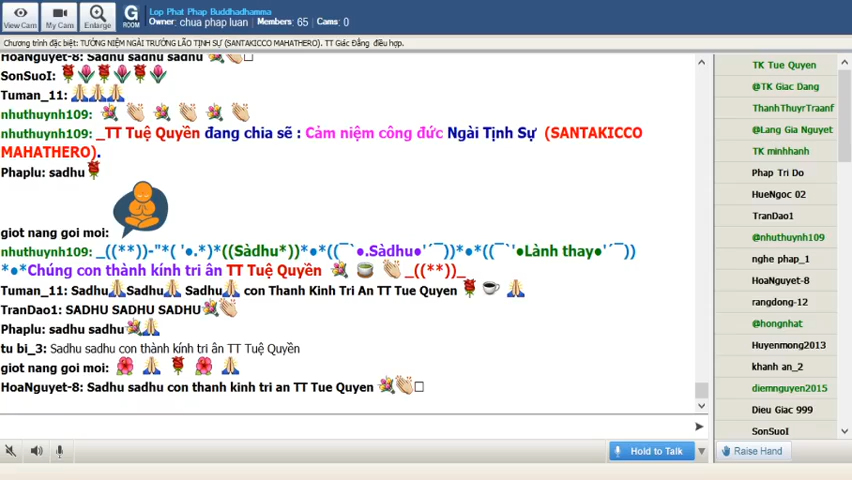 View Cam
My Cam
Enlarge
G
ROOM
Lop Phat Phap Buddhadhamma
Owner: chua phap luan Members: 65 Cams: 0
Chương trình đặc biệt: TƯỞNG NIỆM NGÀI TRƯỞNG LÃO TỊNH SỰ (SANTAKICCO MAHATHERO). TT Giác Đẳng điều hợp.
HoaNguyet-8: Sadhu sadhu sadhu 💐👏□
SonSuoI: 🌹🌷🌹🌷🌹🌷
Tuman_11: 🙏🙏🙏
nhuthuynh109: 💐 👏 💐 👏 💐 👏
nhuthuynh109: _TT Tuệ Quyền đang chia sẽ : Cảm niệm công đức Ngài Tịnh Sự (SANTAKICCO
MAHATHERO).
Phaplu: sadhu🌹
giot nang goi moi:
nhuthuynh109: _((**))-"*( '●.*)*((Sàdhu*))*●*((¯`●.Sàdhu●'´¯))*●*((¯`'●Lành thay●'´¯))
*●*Chúng con thành kính tri ân TT Tuệ Quyền 💐 🍵 👏 _((**))_
Tuman_11: Sadhu🙏Sadhu🙏 Sadhu🙏 con Thanh Kinh Tri An TT Tue Quyen 🌹 ☕ 🙏
TranDao1: SADHU SADHU SADHU💐👏
Phaplu: sadhu sadhu💐🙏
tu bi_3: Sadhu sadhu con thành kính tri ân TT Tuệ Quyền
giot nang goi moi: 🌺 🙏 🌹 🌺 🙏
HoaNguyet-8: Sadhu sadhu con thanh kinh tri an TT Tue Quyen 💐👏□
Hold to Talk
Raise Hand
TK Tue Quyen
@TK Giac Dang
ThanhThuyrTraanf
@Lang Gia Nguyet
TK minhhanh
Phap Tri Do
HueNgoc 02
TranDao1
@nhuthuynh109
nghe phap_1
HoaNguyet-8
rangdong-12
@hongnhat
Huyenmong2013
khanh an_2
diemnguyen2015
Dieu Giac 999
SonSuoI